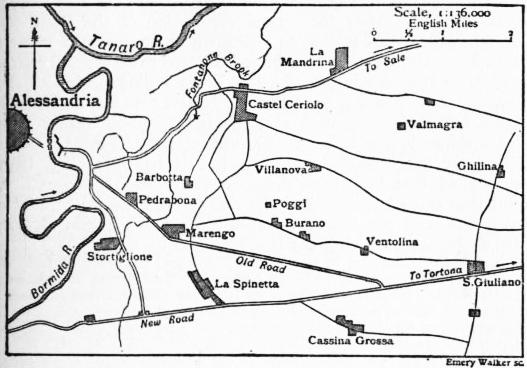 Scale, 1:136,000
English Miles
0 ½ 1 2
N
Tanaro R.
La
Mandrina
To Sale
Fontanone Brook
Alessandria
Castel Ceriolo
Valmagra
Barbotta
Villanova
Ghilina
Pedrabona
Poggi
Burano
Marengo
Ventolina
Stortiglione
Old Road
Bormida R.
La Spinetta
To Tortona
S. Giuliano
New Road
Cassina Grossa
Emery Walker sc.